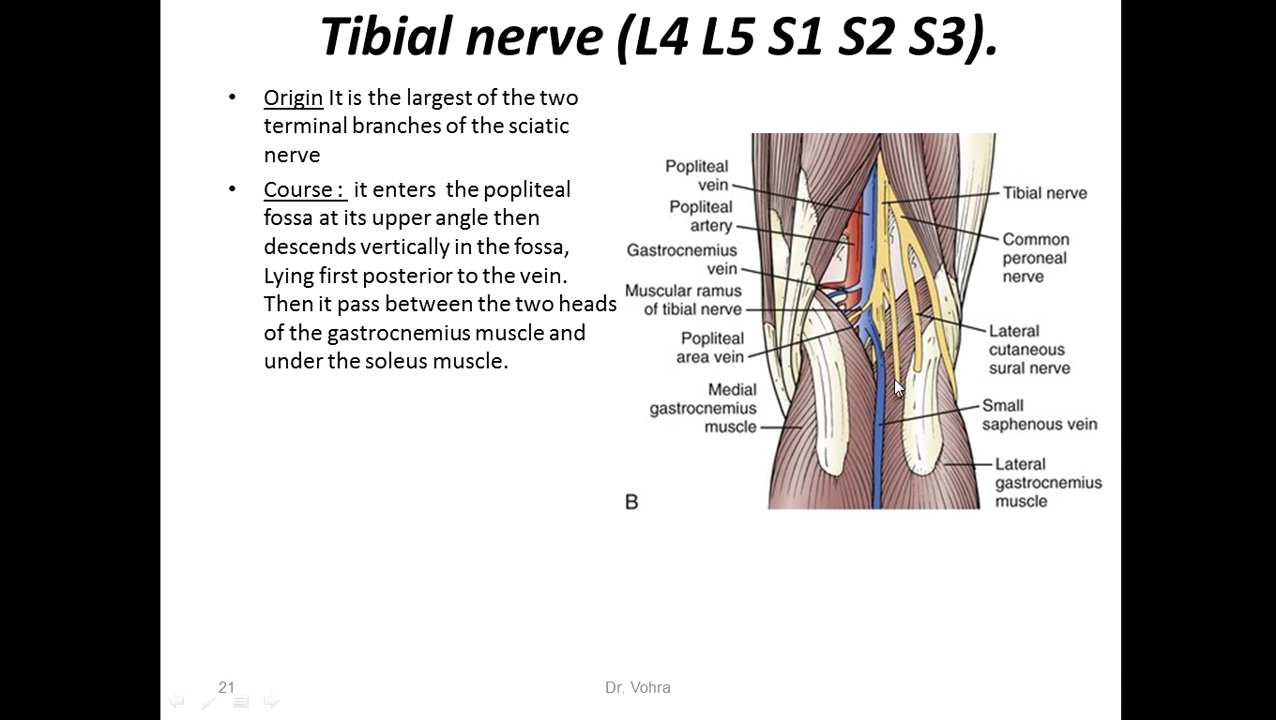 Tibial nerve (L4 L5 S1 S2 S3).
• Origin It is the largest of the two
terminal branches of the sciatic
nerve
• Course : it enters the popliteal
fossa at its upper angle then
descends vertically in the fossa,
Lying first posterior to the vein.
Then it pass between the two heads
of the gastrocnemius muscle and
under the soleus muscle.
Popliteal
vein
Popliteal
artery
Gastrocnemius
vein
Muscular ramus
of tibial nerve
Popliteal
area vein
Medial
gastrocnemius
muscle
Tibial nerve
Common
peroneal
nerve
Lateral
cutaneous
sural nerve
Small
saphenous vein
Lateral
gastrocnemius
muscle
B
21
Dr. Vohra